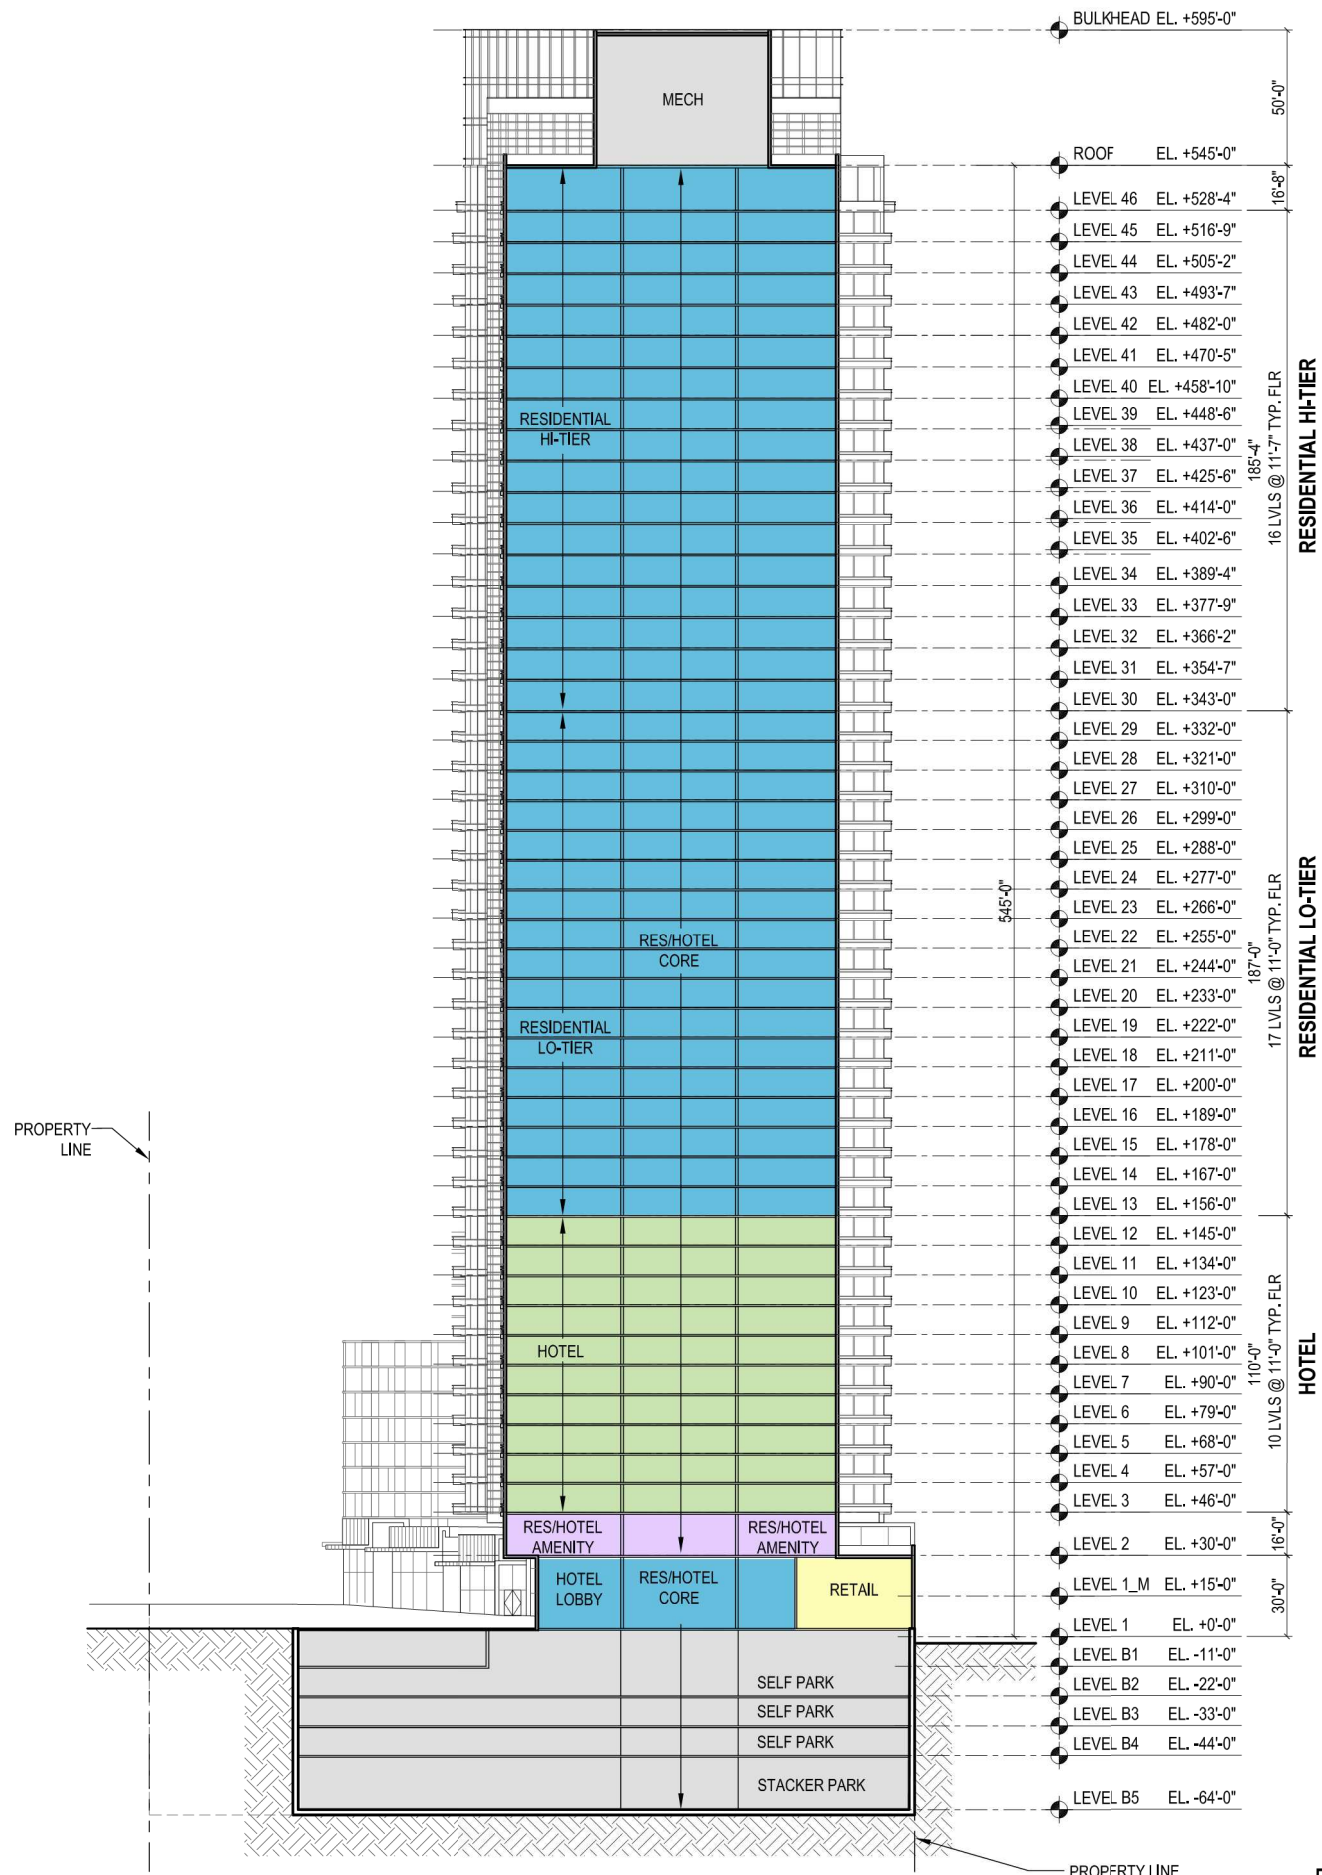 BULKHEAD EL. +595'-0"
MECH
50'-0"
ROOF EL. +545'-0"
16'-8"
LEVEL 46 EL. +528'-4"
LEVEL 45 EL. +516'-9"
LEVEL 44 EL. +505'-2"
LEVEL 43 EL. +493'-7"
LEVEL 42 EL. +482'-0"
LEVEL 41 EL. +470'-5"
LEVEL 40 EL. +458'-10"
LEVEL 39 EL. +448'-6"
LEVEL 38 EL. +437'-0"
LEVEL 37 EL. +425'-6"
LEVEL 36 EL. +414'-0"
LEVEL 35 EL. +402'-6"
LEVEL 34 EL. +389'-4"
LEVEL 33 EL. +377'-9"
LEVEL 32 EL. +366'-2"
LEVEL 31 EL. +354'-7"
LEVEL 30 EL. +343'-0"
185'-4"
16 LVLS @ 11'-7" TYP. FLR
RESIDENTIAL HI-TIER
RESIDENTIAL
HI-TIER
LEVEL 29 EL. +332'-0"
LEVEL 28 EL. +321'-0"
LEVEL 27 EL. +310'-0"
LEVEL 26 EL. +299'-0"
LEVEL 25 EL. +288'-0"
LEVEL 24 EL. +277'-0"
LEVEL 23 EL. +266'-0"
LEVEL 22 EL. +255'-0"
LEVEL 21 EL. +244'-0"
LEVEL 20 EL. +233'-0"
LEVEL 19 EL. +222'-0"
LEVEL 18 EL. +211'-0"
LEVEL 17 EL. +200'-0"
LEVEL 16 EL. +189'-0"
LEVEL 15 EL. +178'-0"
LEVEL 14 EL. +167'-0"
LEVEL 13 EL. +156'-0"
545'-0"
187'-0"
17 LVLS @ 11'-0" TYP. FLR
RESIDENTIAL LO-TIER
RES/HOTEL
CORE
RESIDENTIAL
LO-TIER
PROPERTY
LINE
LEVEL 12 EL. +145'-0"
LEVEL 11 EL. +134'-0"
LEVEL 10 EL. +123'-0"
LEVEL 9 EL. +112'-0"
LEVEL 8 EL. +101'-0"
LEVEL 7 EL. +90'-0"
LEVEL 6 EL. +79'-0"
LEVEL 5 EL. +68'-0"
LEVEL 4 EL. +57'-0"
LEVEL 3 EL. +46'-0"
110'-0"
10 LVLS @ 11'-0" TYP. FLR
HOTEL
HOTEL
RES/HOTEL
AMENITY
RES/HOTEL
AMENITY
16'-0"
LEVEL 2 EL. +30'-0"
HOTEL
LOBBY
RES/HOTEL
CORE
RETAIL
LEVEL 1_M EL. +15'-0"
30'-0"
LEVEL 1 EL. +0'-0"
LEVEL B1 EL. -11'-0"
SELF PARK
LEVEL B2 EL. -22'-0"
SELF PARK
LEVEL B3 EL. -33'-0"
SELF PARK
LEVEL B4 EL. -44'-0"
STACKER PARK
LEVEL B5 EL. -64'-0"
PROPERTY LINE